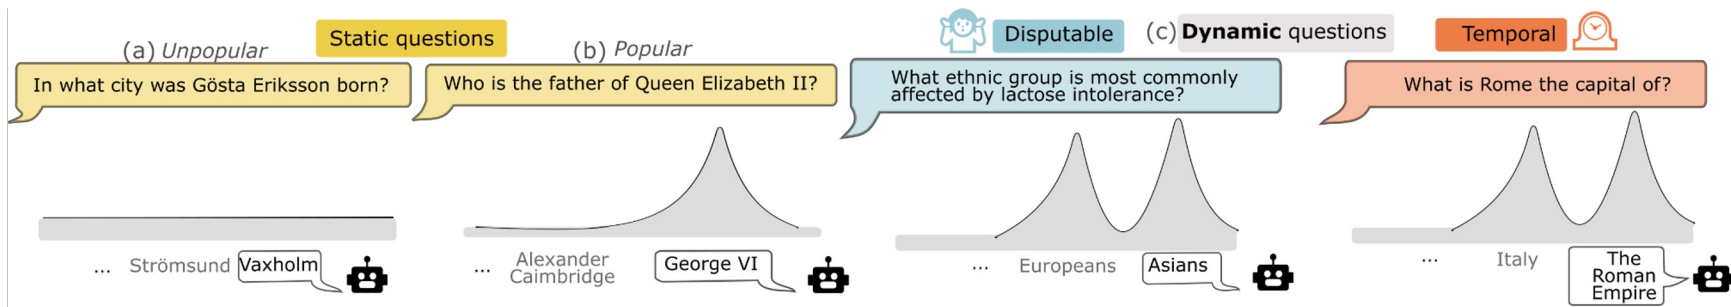 Static questions
(a) Unpopular
In what city was Gösta Eriksson born?
... Strömsund Vaxholm
(b) Popular
Who is the father of Queen Elizabeth II?
... Alexander
Caimbridge
George VI
Disputable
(c) Dynamic questions
Temporal
What ethnic group is most commonly
affected by lactose intolerance?
... Europeans Asians
What is Rome the capital of?
... Italy
The
Roman
Empire